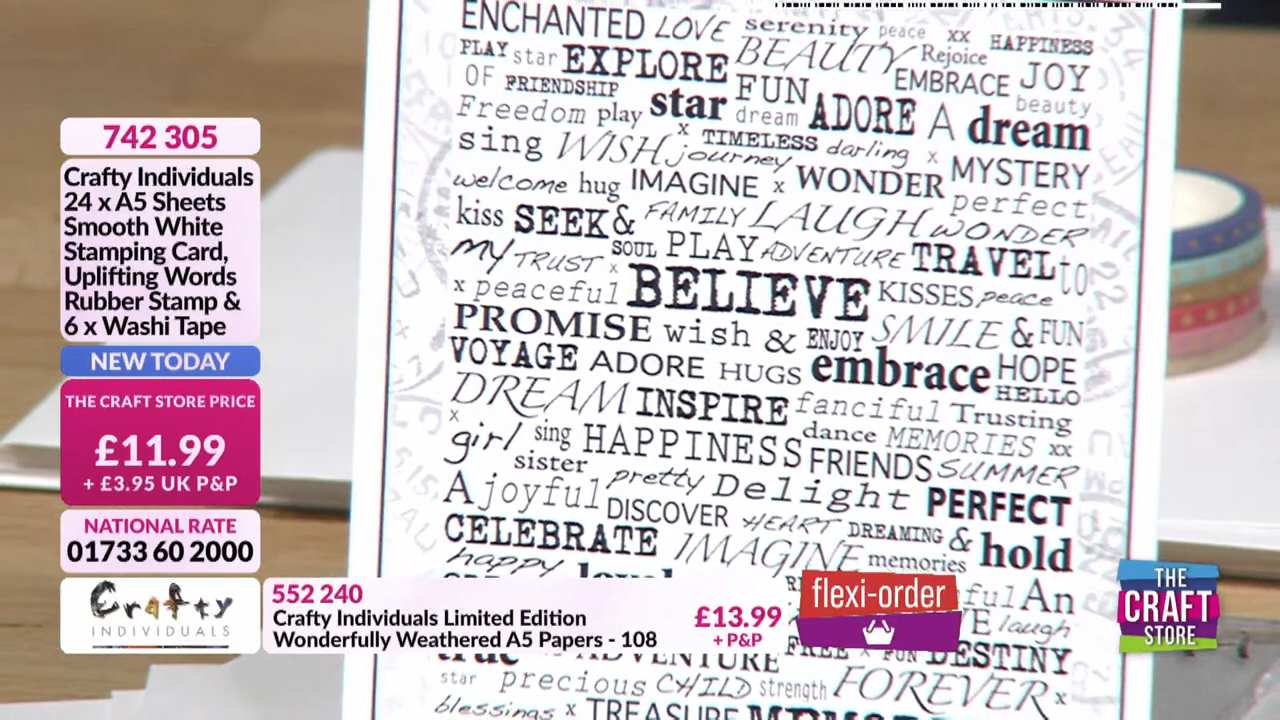 742 305
Crafty Individuals
24 x A5 Sheets
Smooth White
Stamping Card,
Uplifting Words
Rubber Stamp &
6 x Washi Tape
NEW TODAY
THE CRAFT STORE PRICE
£11.99
+ £3.95 UK P&P
NATIONAL RATE
01733 60 2000
Crafty
INDIVIDUALS
552 240
Crafty Individuals Limited Edition
Wonderfully Weathered A5 Papers - 108
£13.99
+ P&P
flexi-order
THE
CRAFT
STORE
ENCHANTED LOVE serenity peace xx HAPPINESS
PLAY star EXPLORE BEAUTY Rejoice JOY
OF FRIENDSHIP FUN EMBRACE beauty
Freedom play star dream ADORE A dream
sing WISH x TIMELESS darling x MYSTERY
journey
welcome hug IMAGINE x WONDER perfect
kiss SEEK & FAMILY LAUGH WONDER
my TRUST x SOUL PLAY ADVENTURE TRAVEL to
x peaceful BELIEVE KISSES peace
PROMISE wish & ENJOY SMILE & FUN
VOYAGE ADORE HUGS embrace HOPE
HELLO
DREAM INSPIRE fanciful Trusting
x
girl sing HAPPINESS dance MEMORIES xx
sister FRIENDS SUMMER
A joyful pretty Delight PERFECT
DISCOVER HEART DREAMING & hold
CELEBRATE IMAGINE memories
happy
An
laugh
true ADVENTURE FREE x FUN DESTINY
star precious CHILD strength FOREVER x
blessings x TREASURE